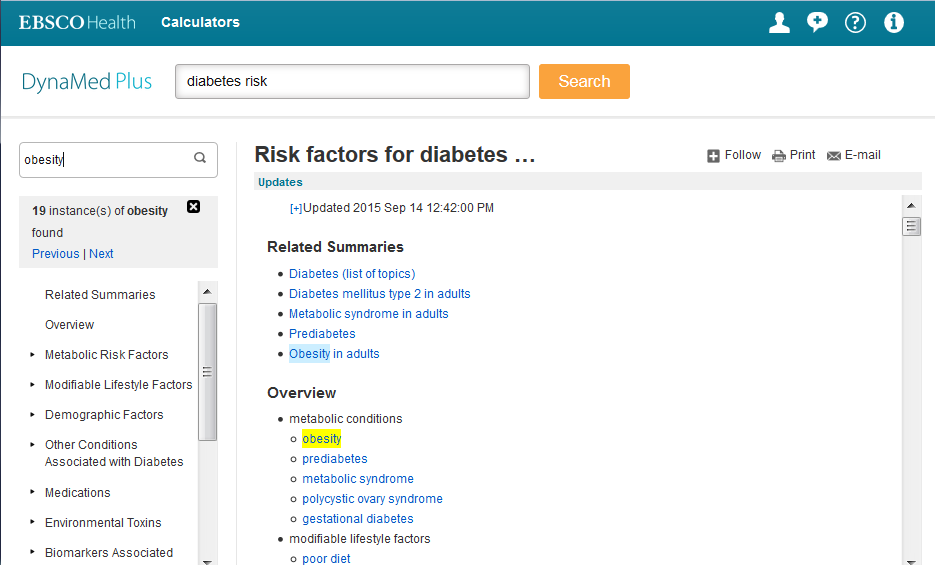 EBSCO Health Calculators
DynaMed Plus
diabetes risk
Search
obesity
19 instance(s) of obesity
found
Previous | Next
Related Summaries
Overview
Metabolic Risk Factors
Modifiable Lifestyle Factors
Demographic Factors
Other Conditions
Associated with Diabetes
Medications
Environmental Toxins
Biomarkers Associated
Risk factors for diabetes …
Follow Print E-mail
Updates
[+]Updated 2015 Sep 14 12:42:00 PM
Related Summaries
Diabetes (list of topics)
Diabetes mellitus type 2 in adults
Metabolic syndrome in adults
Prediabetes
Obesity in adults
Overview
metabolic conditions
obesity
prediabetes
metabolic syndrome
polycystic ovary syndrome
gestational diabetes
modifiable lifestyle factors
poor diet